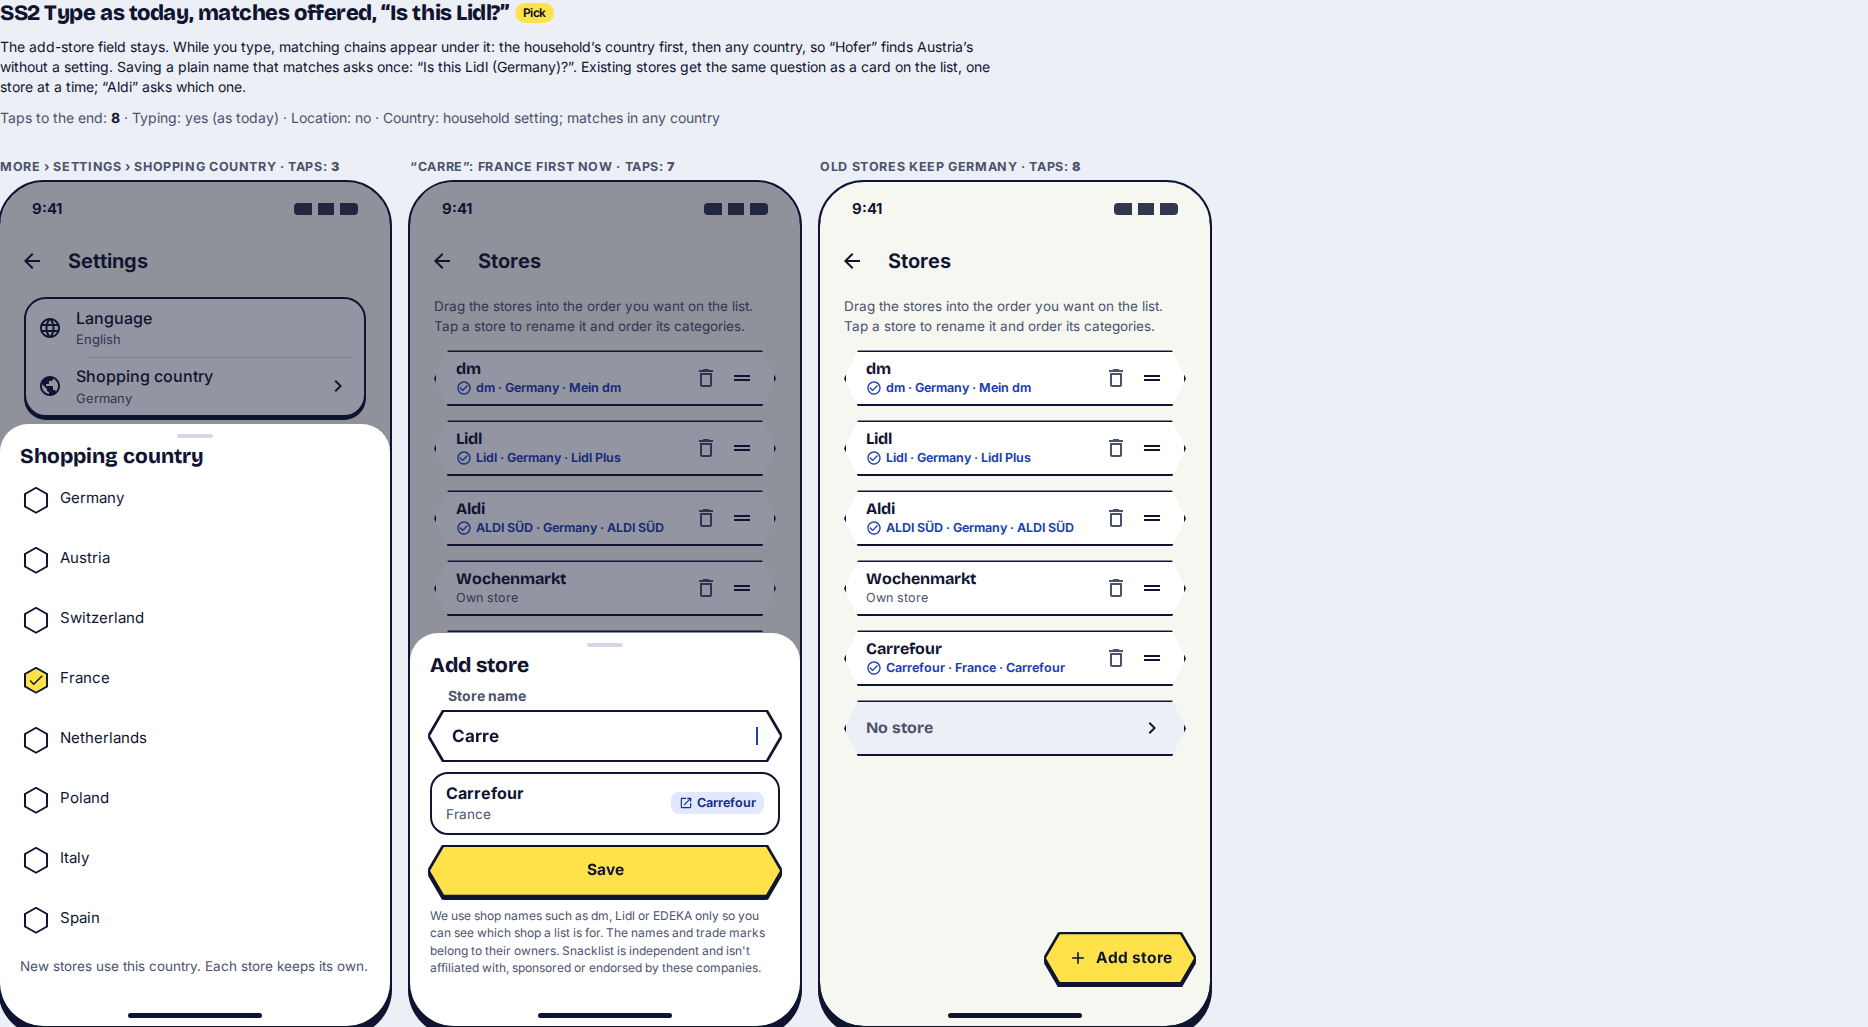 SS2 Type as today, matches offered, “Is this Lidl?” Pick
The add-store field stays. While you type, matching chains appear under it: the household’s country first, then any country, so “Hofer” finds Austria’s
without a setting. Saving a plain name that matches asks once: “Is this Lidl (Germany)?”. Existing stores get the same question as a card on the list, one
store at a time; “Aldi” asks which one.
Taps to the end: 8 · Typing: yes (as today) · Location: no · Country: household setting; matches in any country
MORE › SETTINGS › SHOPPING COUNTRY · TAPS: 3
9:41
Settings
Language
English
Shopping country
Germany
Shopping country
Germany
Austria
Switzerland
France
Netherlands
Poland
Italy
Spain
New stores use this country. Each store keeps its own.
“CARRE”: FRANCE FIRST NOW · TAPS: 7
9:41
Stores
Drag the stores into the order you want on the list.
Tap a store to rename it and order its categories.
dm
dm · Germany · Mein dm
Lidl
Lidl · Germany · Lidl Plus
Aldi
ALDI SÜD · Germany · ALDI SÜD
Wochenmarkt
Own store
Add store
Store name
Carre
Carrefour
France
Carrefour
Save
We use shop names such as dm, Lidl or EDEKA only so you
can see which shop a list is for. The names and trade marks
belong to their owners. Snacklist is independent and isn't
affiliated with, sponsored or endorsed by these companies.
OLD STORES KEEP GERMANY · TAPS: 8
9:41
Stores
Drag the stores into the order you want on the list.
Tap a store to rename it and order its categories.
dm
dm · Germany · Mein dm
Lidl
Lidl · Germany · Lidl Plus
Aldi
ALDI SÜD · Germany · ALDI SÜD
Wochenmarkt
Own store
Carrefour
Carrefour · France · Carrefour
No store
Add store